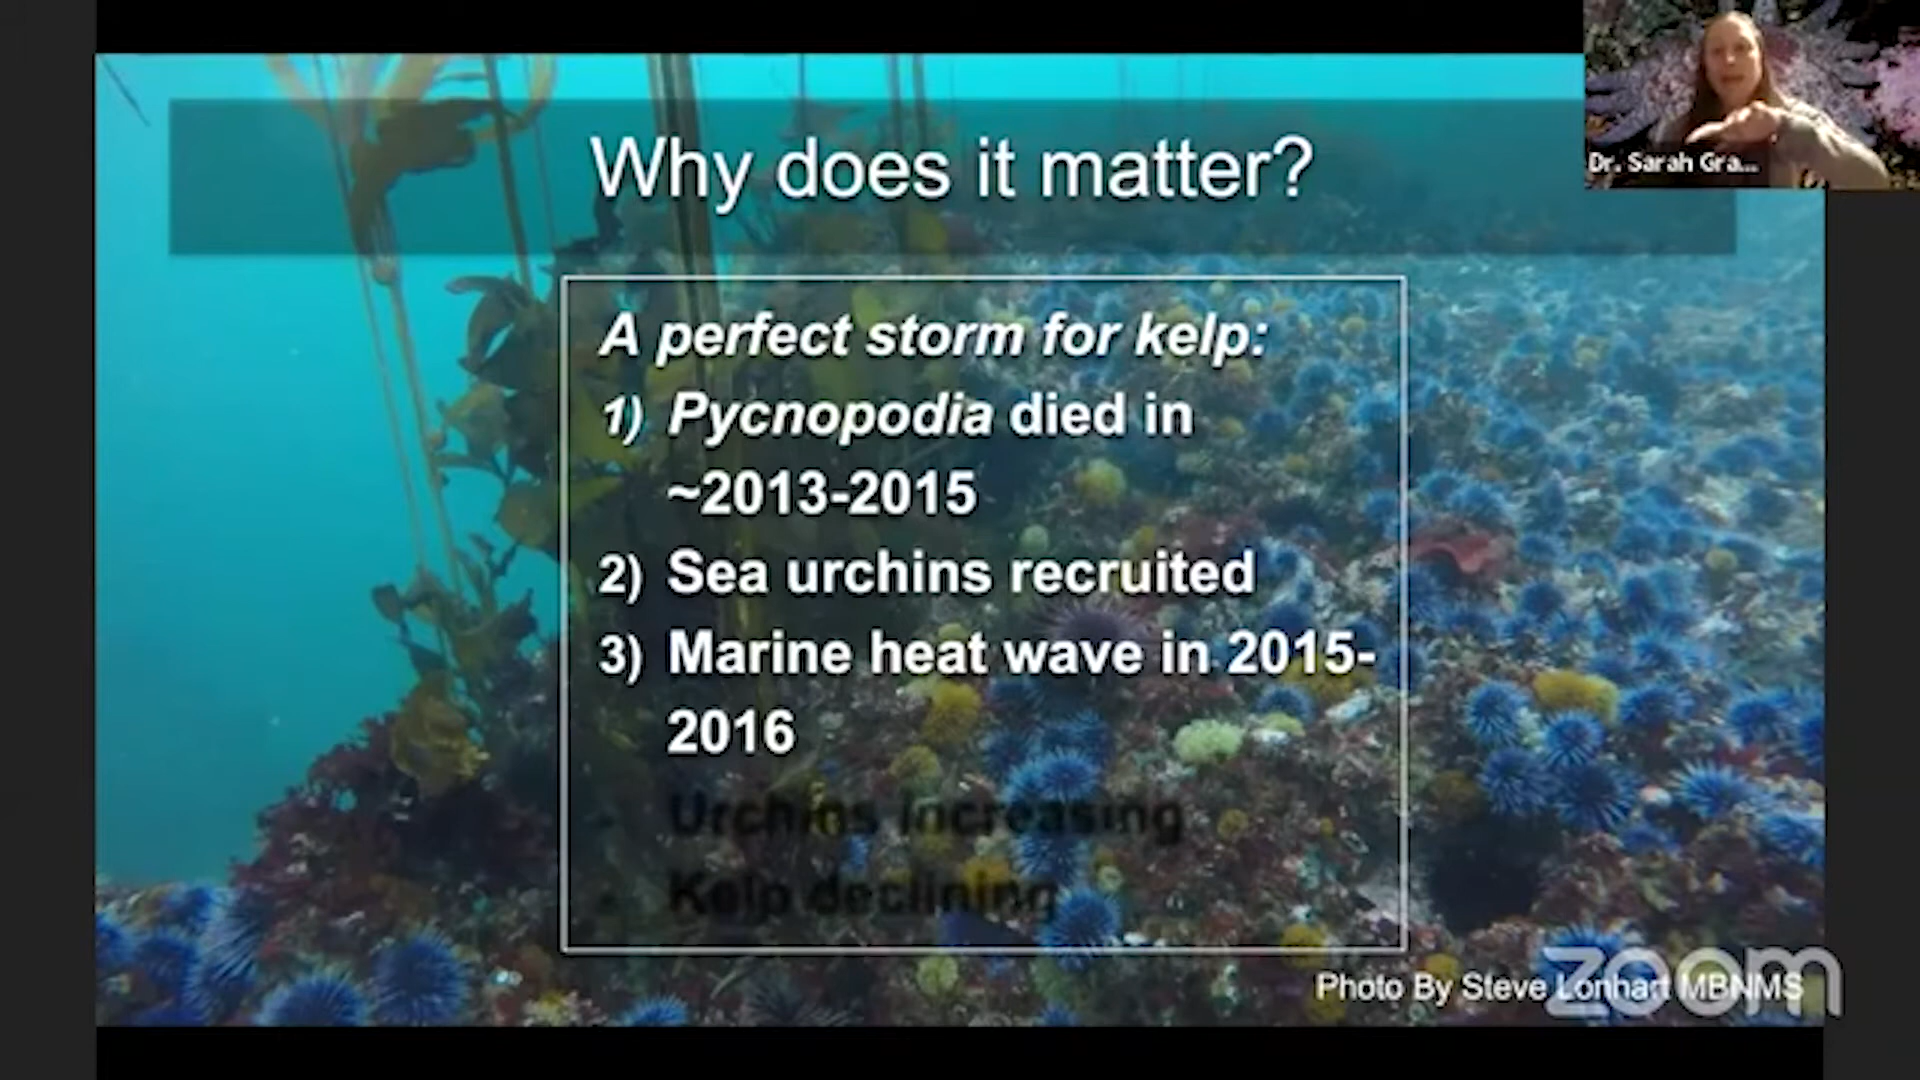 Why does it matter?
Dr. Sarah Gra...
A perfect storm for kelp:
1) Pycnopodia died in
~2013-2015
2) Sea urchins recruited
3) Marine heat wave in 2015-
2016
- Urchins increasing
- Kelp declining
Photo By Steve Lonhart MBNMS
zoom